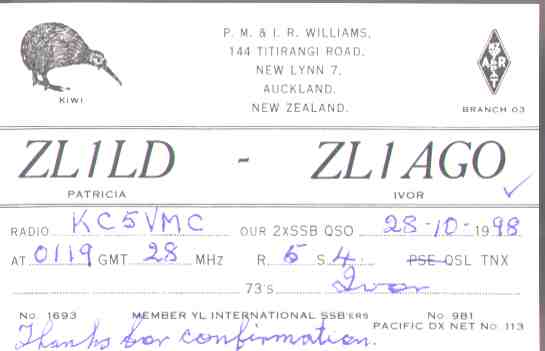 P. M. & I. R. WILLIAMS,
144 TITIRANGI ROAD,
NEW LYNN 7,
AUCKLAND,
NEW ZEALAND.
KIWI
BRANCH 03
ZL1LD - ZL1AGO
PATRICIA IVOR
RADIO KC5VMC OUR 2XSSB QSO 28-10-1998
AT 0119 GMT 28 MHz R 5 S 4 PSE QSL TNX
73'S Ivor
No. 1693 MEMBER YL INTERNATIONAL SSB'ERS No 981
PACIFIC DX NET No. 113
Thanks for confirmation.